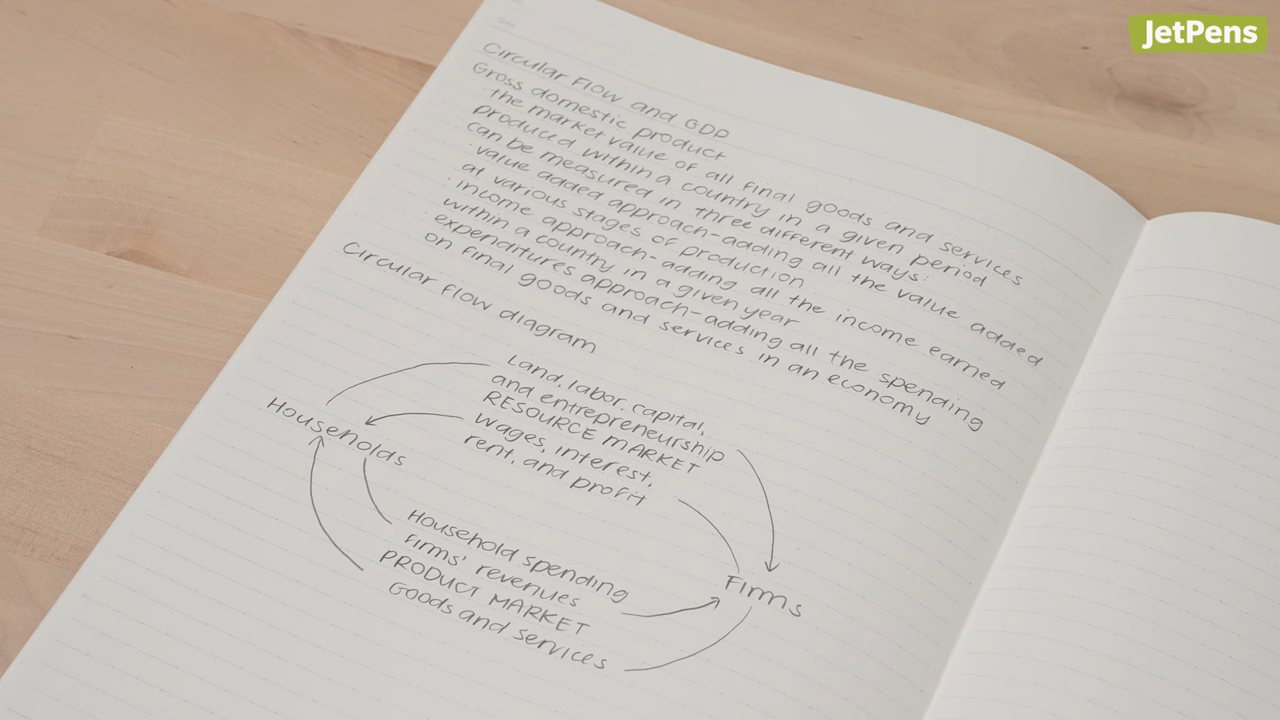 JetPens
Circular Flow and GDP
Gross domestic product
· the market value of all final goods and services
produced within a country in a given period
can be measured in three different ways:
· value added approach-adding all the value added
at various stages of production
· income approach-adding all the income earned
within a country in a given year
· expenditures approach-adding all the spending
on final goods and services in an economy
Circular flow diagram
Land, labor, capital,
and entrepreneurship
RESOURCE MARKET
wages, interest,
rent, and profit
Households
Firms
Household spending
Firms' revenues
PRODUCT MARKET
Goods and services